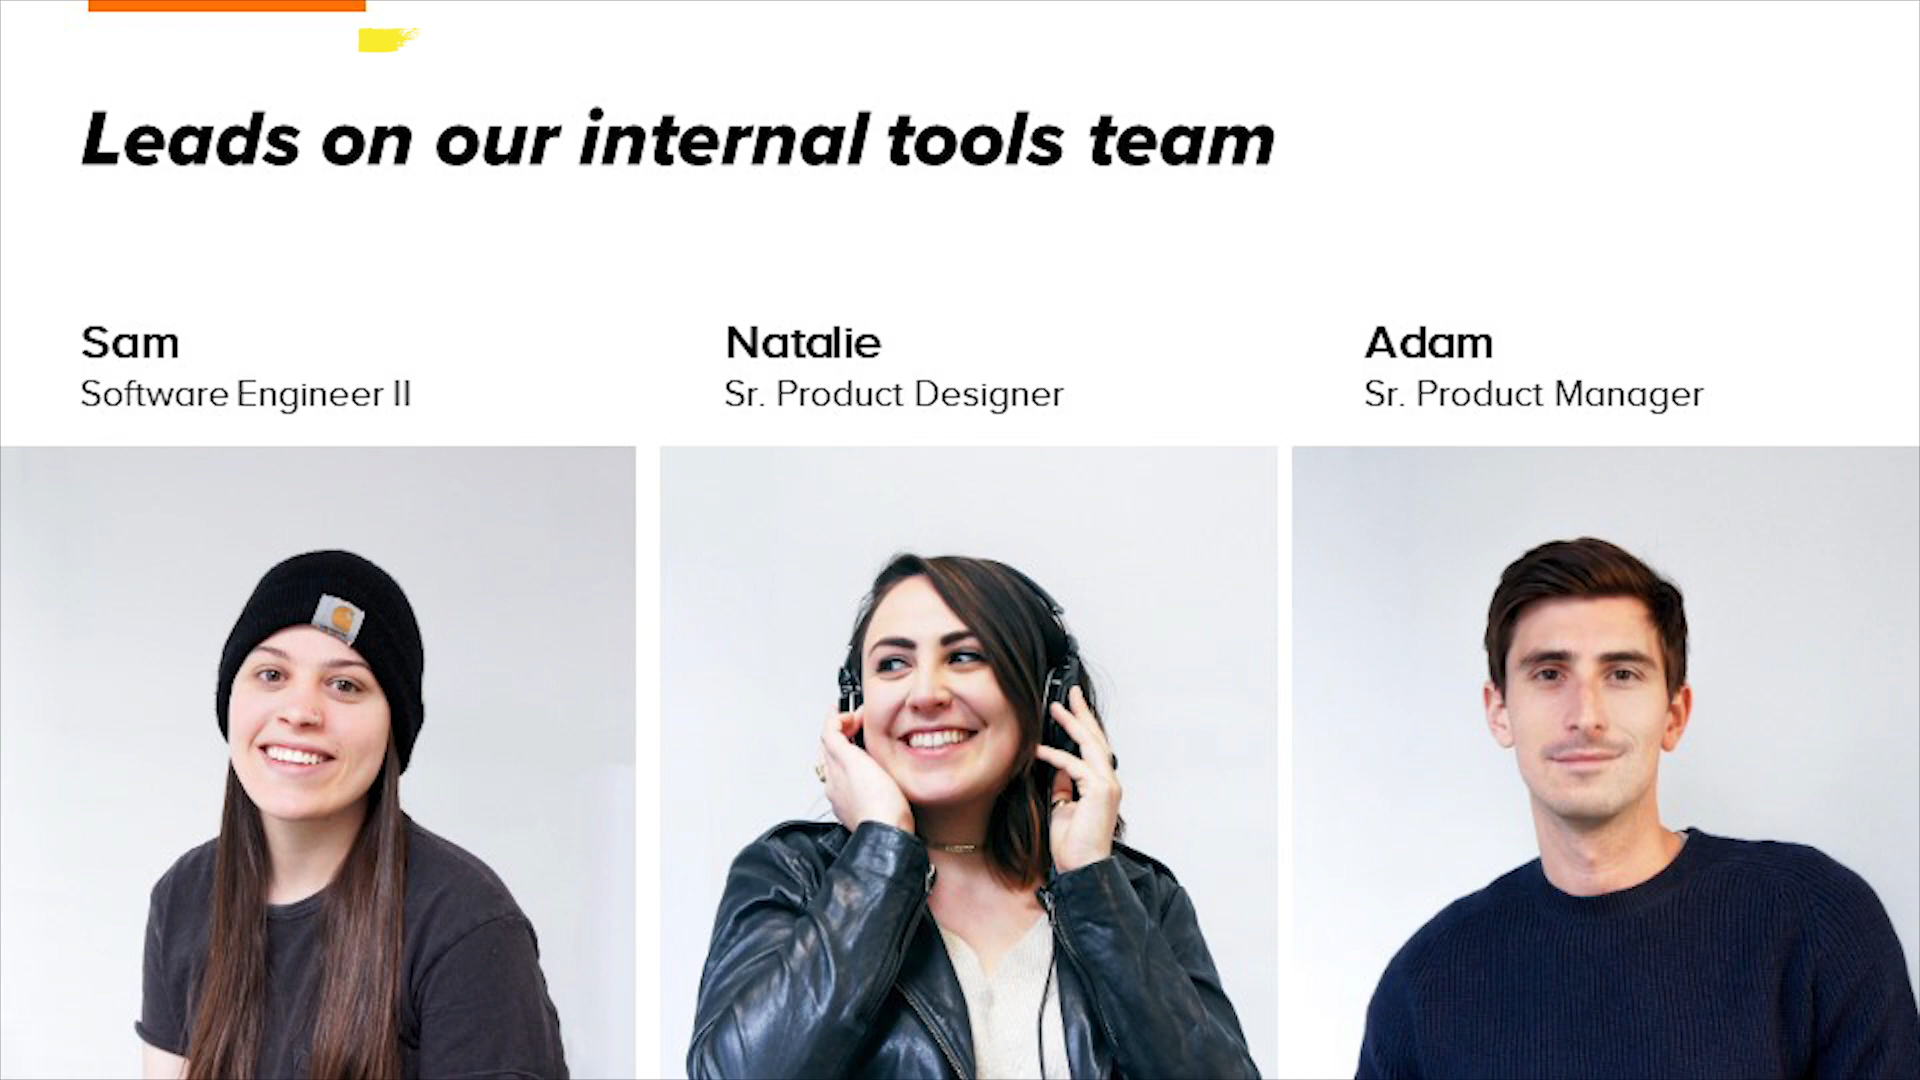 Leads on our internal tools team
Sam
Software Engineer II
Natalie
Sr. Product Designer
Adam
Sr. Product Manager